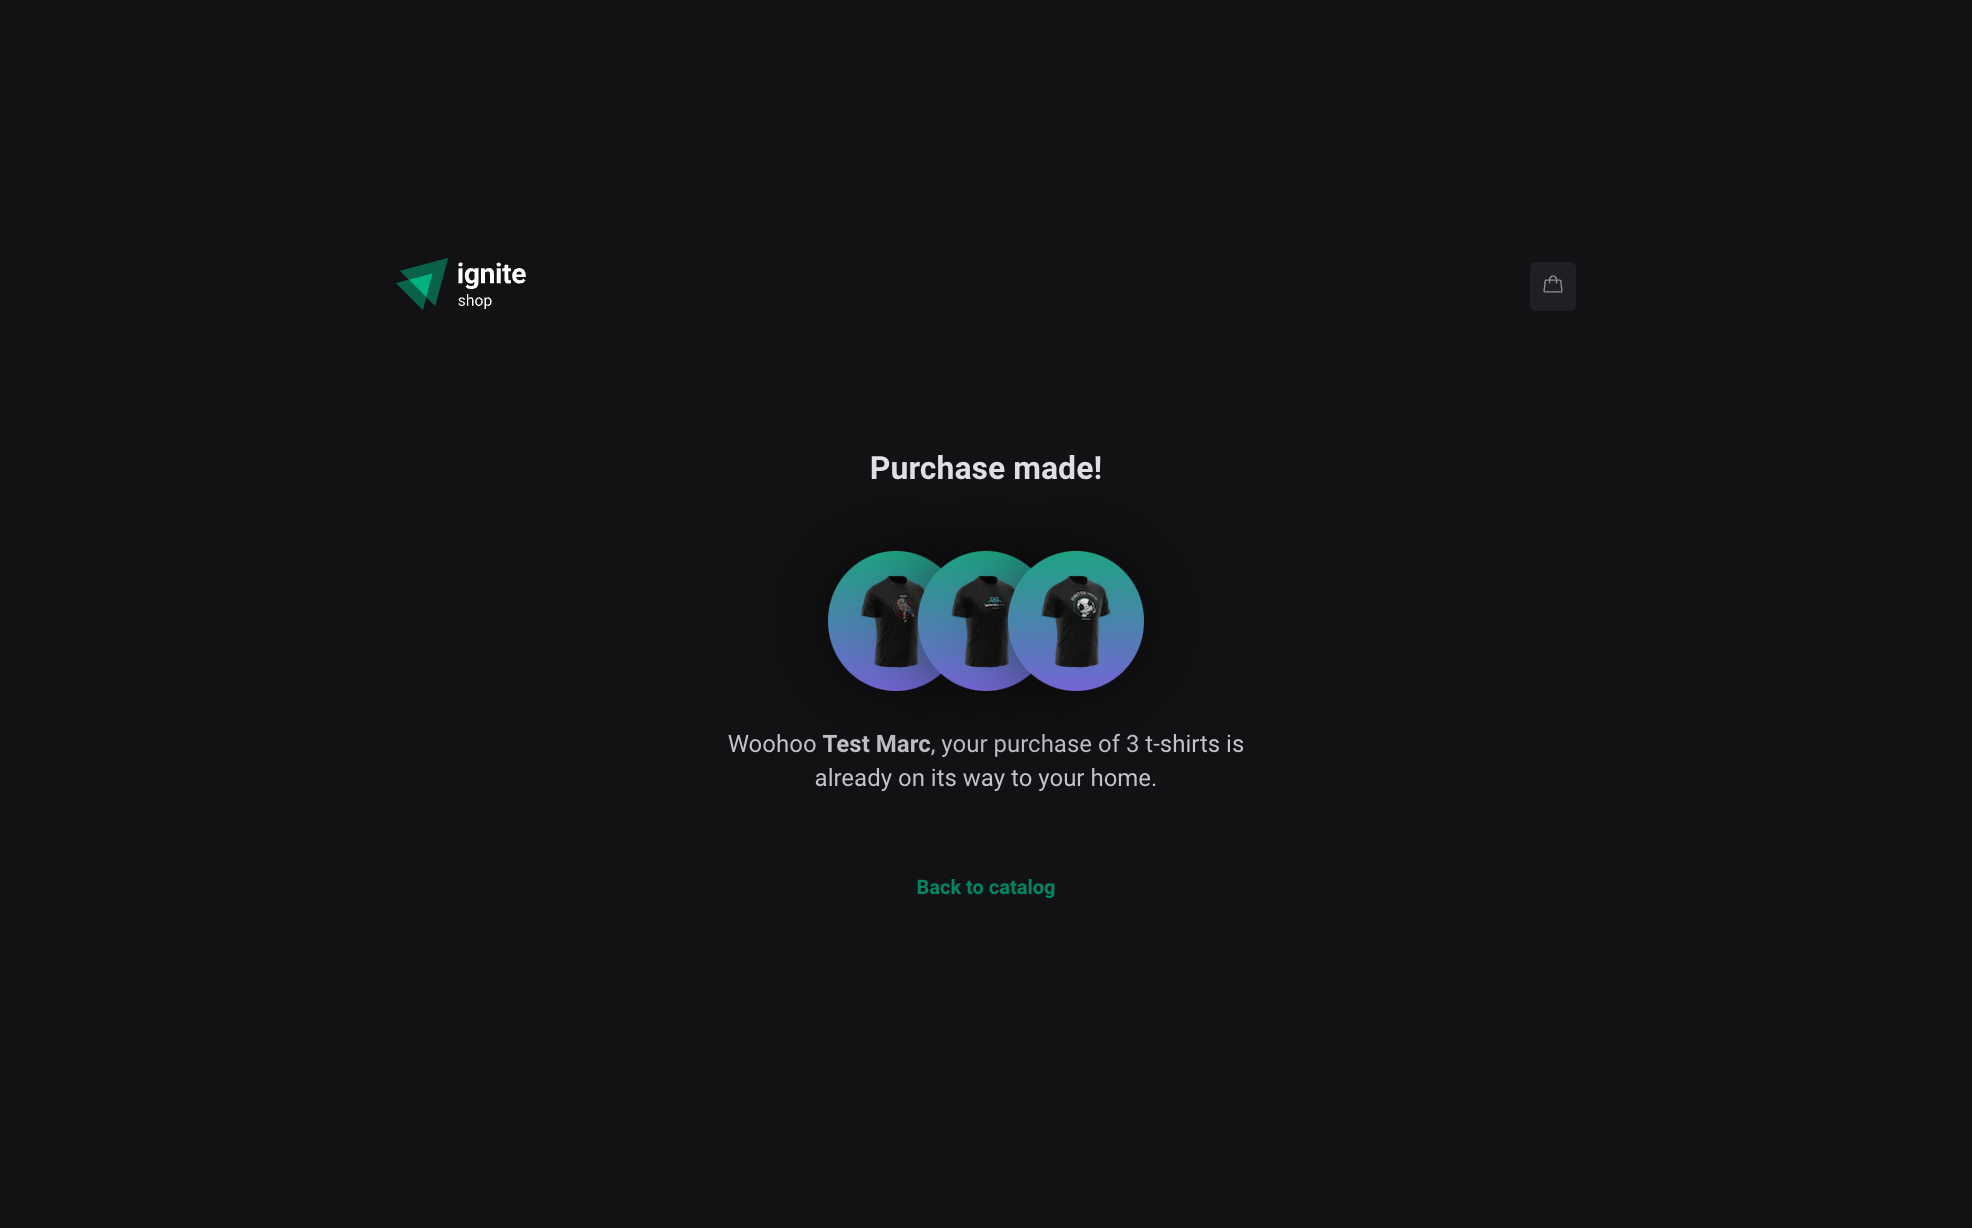 ignite
shop
Purchase made!
Woohoo Test Marc, your purchase of 3 t-shirts is
already on its way to your home.
Back to catalog